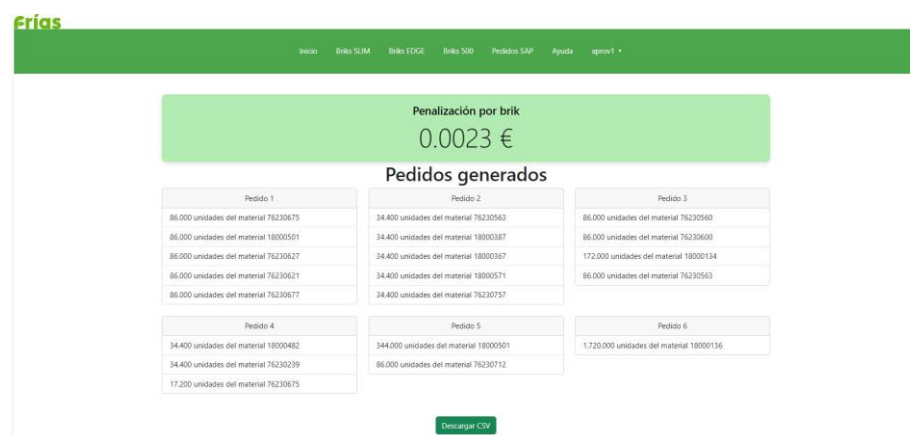 Frías
Inicio Briks SLIM Briks EDGE Briks 500 Pedidos SAP Ayuda aprov1
Penalización por brik
0.0023 €
Pedidos generados
Pedido 1
86.000 unidades del material 76230675
86.000 unidades del material 18000501
86.000 unidades del material 76230627
86.000 unidades del material 76230621
86.000 unidades del material 76230677
Pedido 2
34.400 unidades del material 76230563
34.400 unidades del material 18000387
34.400 unidades del material 18000367
34.400 unidades del material 18000571
34.400 unidades del material 76230757
Pedido 3
86.000 unidades del material 76230560
86.000 unidades del material 76230600
172.000 unidades del material 18000134
86.000 unidades del material 76230563
Pedido 4
34.400 unidades del material 18000482
34.400 unidades del material 76230239
17.200 unidades del material 76230675
Pedido 5
344.000 unidades del material 18000501
86.000 unidades del material 76230712
Pedido 6
1.720.000 unidades del material 18000136
Descargar CSV